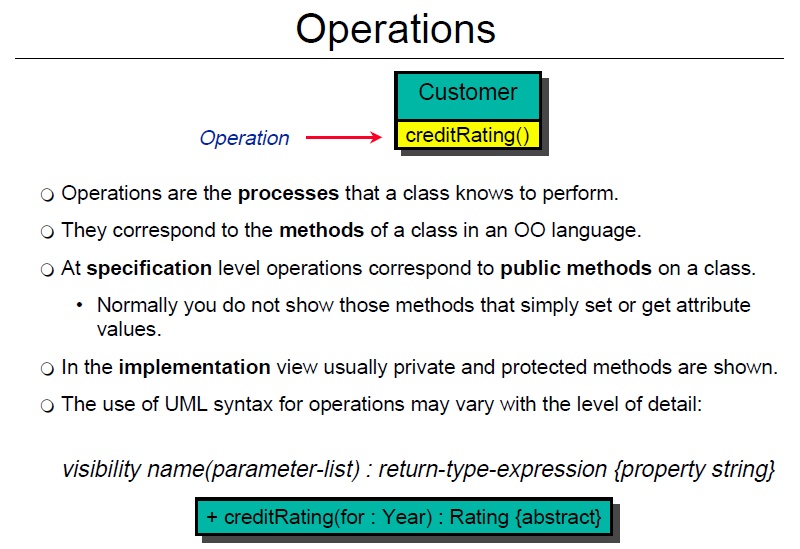 Operations
Customer
Operation
creditRating()
Operations are the processes that a class knows to perform.
They correspond to the methods of a class in an OO language.
At specification level operations correspond to public methods on a class.
• Normally you do not show those methods that simply set or get attribute
values.
In the implementation view usually private and protected methods are shown.
The use of UML syntax for operations may vary with the level of detail:
visibility name(parameter-list) : return-type-expression {property string}
+ creditRating(for : Year) : Rating {abstract}